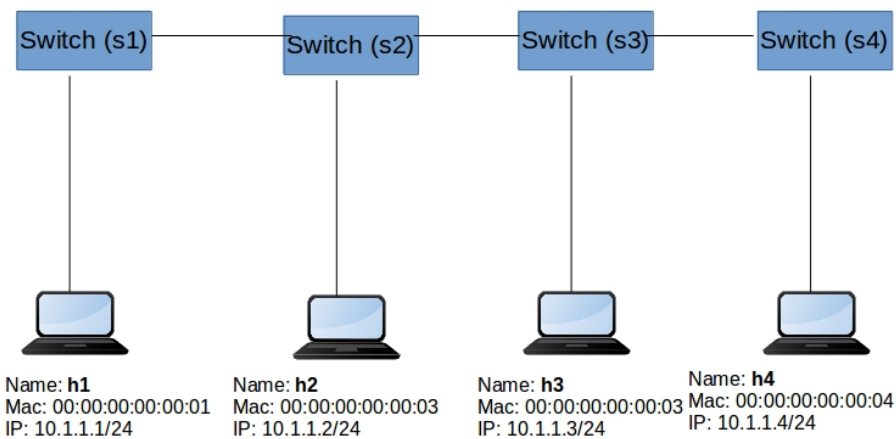 Switch (s1)
Switch (s2)
Switch (s3)
Switch (s4)
Name: h1
Mac: 00:00:00:00:00:01
IP: 10.1.1.1/24
Name: h2
Mac: 00:00:00:00:00:03
IP: 10.1.1.2/24
Name: h3
Mac: 00:00:00:00:00:03
IP: 10.1.1.3/24
Name: h4
Mac: 00:00:00:00:00:04
IP: 10.1.1.4/24